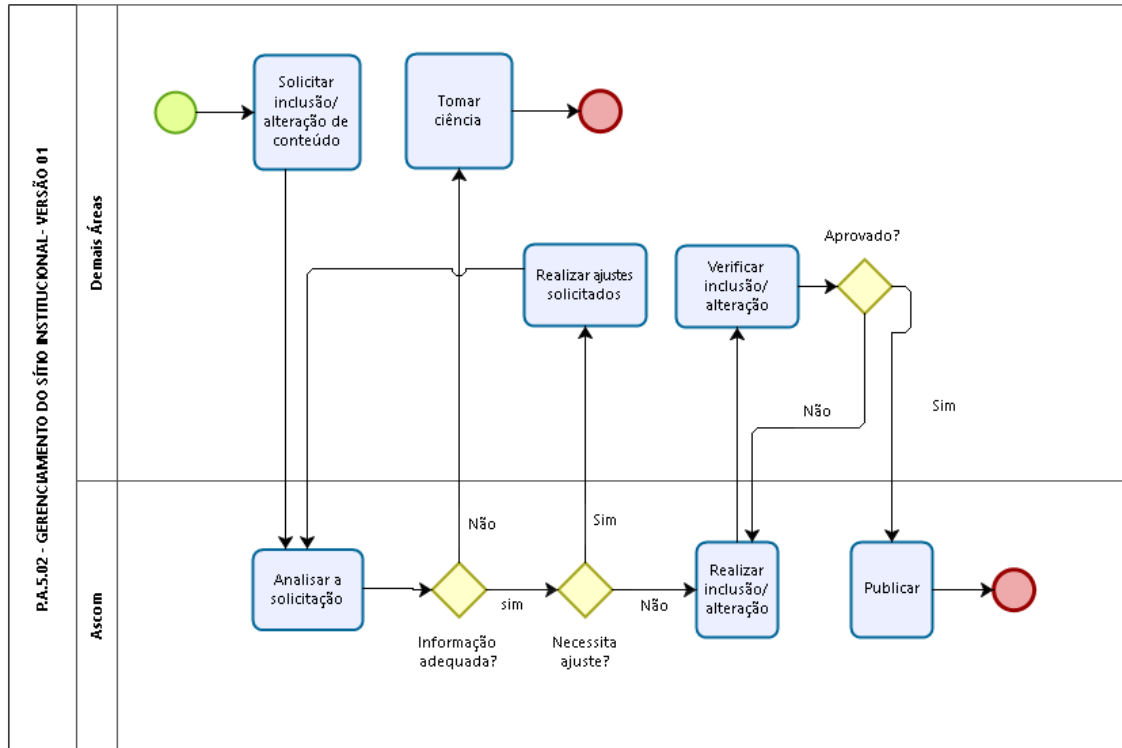 P.A.5.02 - GERENCIAMENTO DO SÍTIO INSTITUCIONAL- VERSÃO 01
Demais Áreas
Solicitar
inclusão/
alteração de
conteúdo
Tomar
ciência
Realizar ajustes
solicitados
Verificar
inclusão/
alteração
Aprovado?
Não
Sim
Ascom
Analisar a
solicitação
Não
sim
Informação
adequada?
Sim
Não
Necessita
ajuste?
Realizar
inclusão/
alteração
Publicar